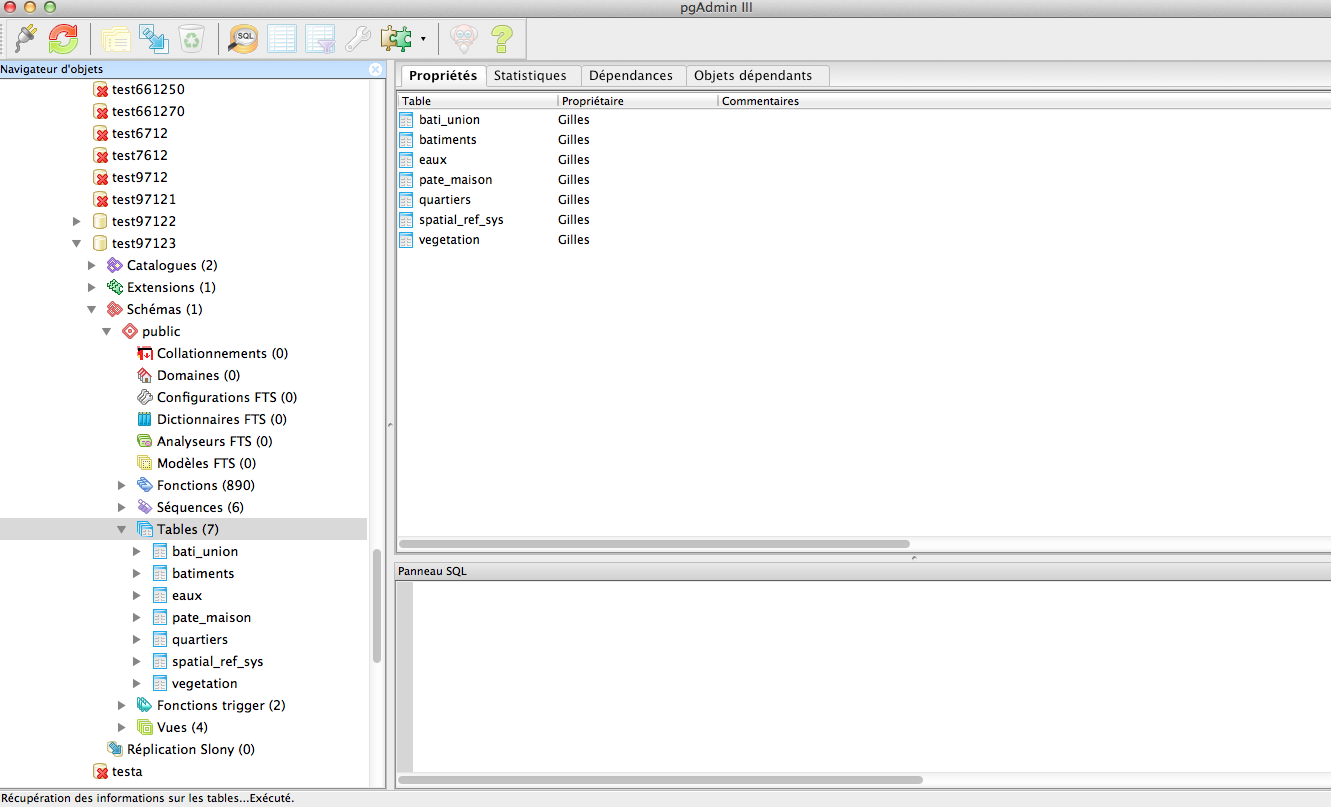 pgAdmin III
SQL
Navigateur d'objets
test661250
test661270
test6712
test7612
test9712
test97121
test97122
test97123
Catalogues (2)
Extensions (1)
Schémas (1)
public
Collationnements (0)
Domaines (0)
Configurations FTS (0)
Dictionnaires FTS (0)
Analyseurs FTS (0)
Modèles FTS (0)
Fonctions (890)
Séquences (6)
Tables (7)
bati_union
batiments
eaux
pate_maison
quartiers
spatial_ref_sys
vegetation
Fonctions trigger (2)
Vues (4)
Réplication Slony (0)
testa
Propriétés Statistiques Dépendances Objets dépendants
Table Propriétaire Commentaires
bati_union Gilles
batiments Gilles
eaux Gilles
pate_maison Gilles
quartiers Gilles
spatial_ref_sys Gilles
vegetation Gilles
Panneau SQL
Récupération des informations sur les tables...Exécuté.